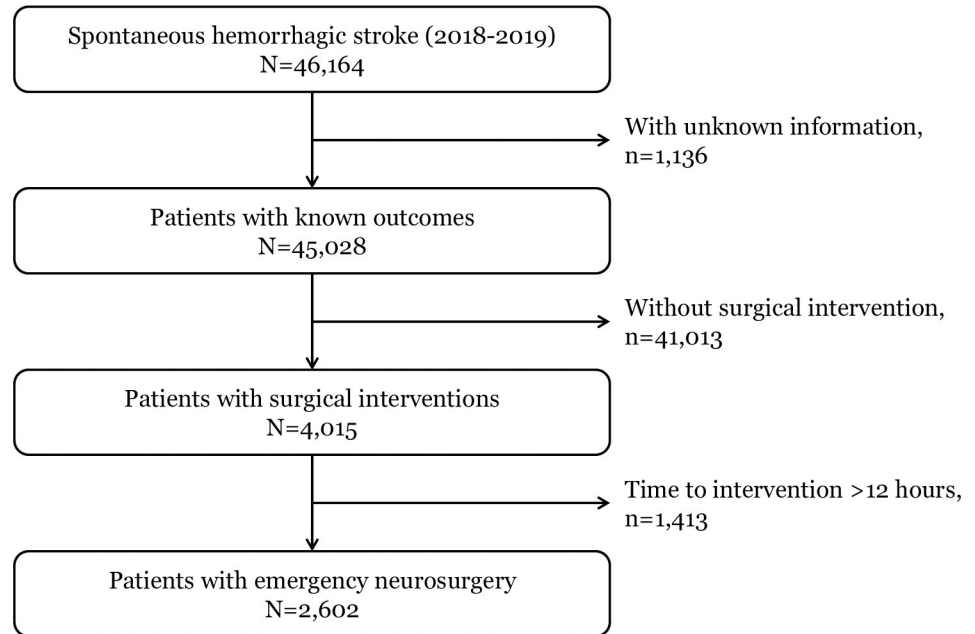 Spontaneous hemorrhagic stroke (2018-2019)
N=46,164
With unknown information,
n=1,136
Patients with known outcomes
N=45,028
Without surgical intervention,
n=41,013
Patients with surgical interventions
N=4,015
Time to intervention >12 hours,
n=1,413
Patients with emergency neurosurgery
N=2,602